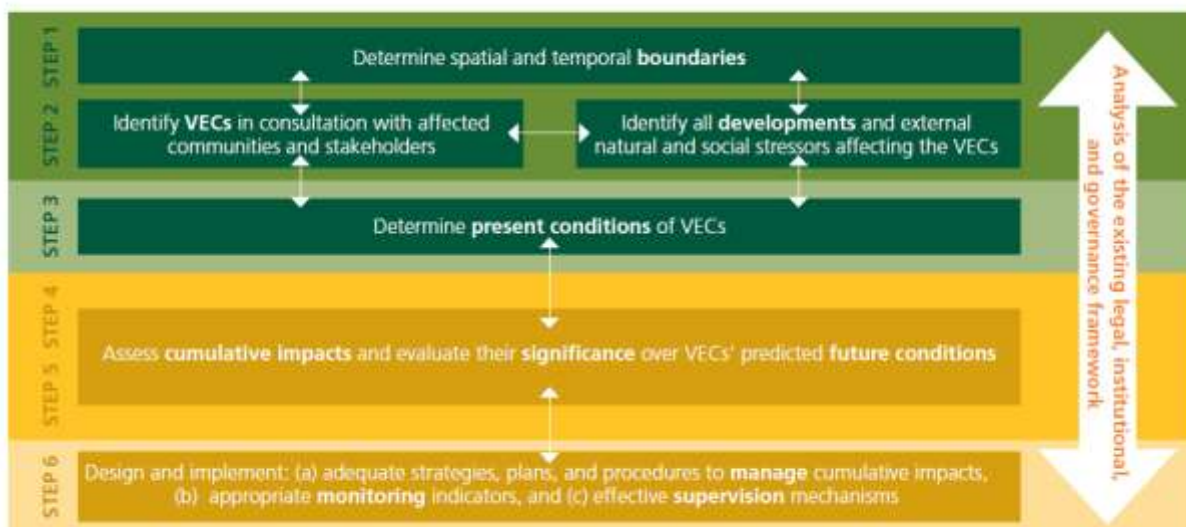 STEP 1
Determine spatial and temporal boundaries
STEP 2
Identify VECs in consultation with affected
communities and stakeholders
Identify all developments and external
natural and social stressors affecting the VECs
STEP 3
Determine present conditions of VECs
STEP 4
STEP 5
Assess cumulative impacts and evaluate their significance over VECs’ predicted future conditions
STEP 6
Design and implement: (a) adequate strategies, plans, and procedures to manage cumulative impacts,
(b) appropriate monitoring indicators, and (c) effective supervision mechanisms
Analysis of the existing legal, institutional,
and governance framework